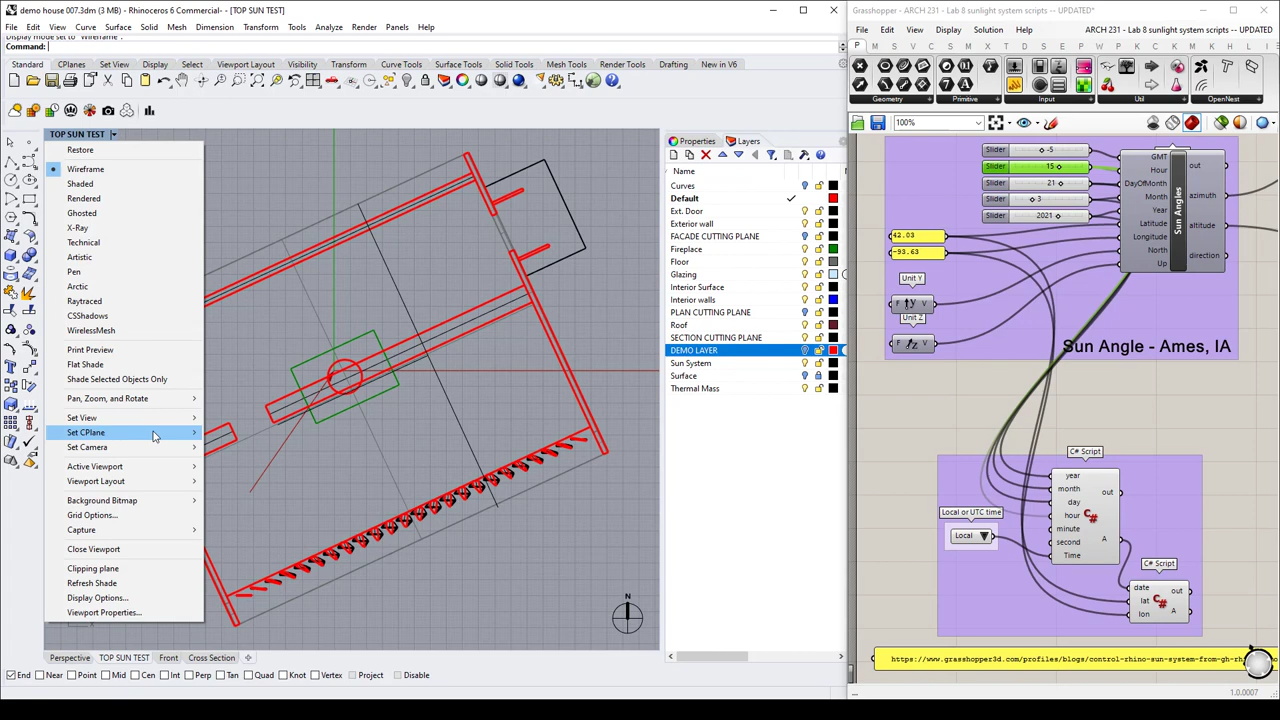 demo house 007.3dm (3 MB) - Rhinoceros 6 Commercial- - [TOP SUN TEST]
File Edit View Curve Surface Solid Mesh Dimension Transform Tools Analyze Render Panels Help
Display mode set to "Wireframe".
Command:
Standard CPlanes Set View Display Select Viewport Layout Visibility Transform Curve Tools Surface Tools Solid Tools Mesh Tools Render Tools Drafting New in V6
TOP SUN TEST
Restore
Wireframe
Shaded
Rendered
Ghosted
X-Ray
Technical
Artistic
Pen
Arctic
Raytraced
CSShadows
WirelessMesh
Print Preview
Flat Shade
Shade Selected Objects Only
Pan, Zoom, and Rotate
Set View
Set CPlane
Set Camera
Active Viewport
Viewport Layout
Background Bitmap
Grid Options...
Capture
Close Viewport
Clipping plane
Refresh Shade
Display Options...
Viewport Properties...
N
Perspective TOP SUN TEST Front Cross Section
End Near Point Mid Cen Int Perp Tan Quad Knot Vertex Project Disable
Properties Layers
Name
Curves
Default
Ext. Door
Exterior wall
FACADE CUTTING PLANE
Fireplace
Floor
Glazing
Interior Surface
Interior walls
PLAN CUTTING PLANE
Roof
SECTION CUTTING PLANE
DEMO LAYER
Sun System
Surface
Thermal Mass
Grasshopper - ARCH 231 - Lab 8 sunlight system scripts -- UPDATED*
File Edit View Display Solution Help ARCH 231 - Lab 8 sunlight system scripts -- UPDATED
P M S V C S M I T D W L H L P K M H K O
Geometry Primitive Input Util OpenNest
100%
Slider -5
Slider 15
Slider 21
Slider 3
Slider 2021
GMT
Hour
DayOfMonth
Month
Year
Latitude
Longitude
North
Up
Sun Angles
out
azimuth
altitude
direction
42.03
-93.63
Unit Y
F y V
Unit Z
F z V
Sun Angle - Ames, IA
C# Script
year
month
day
hour
minute
second
Time
C#
out
A
Local or UTC time
Local
C# Script
date
lat
lon
C#
out
A
https://www.grasshopper3d.com/profiles/blogs/control-rhino-sun-system-from-gh-rhi
1.0.0007